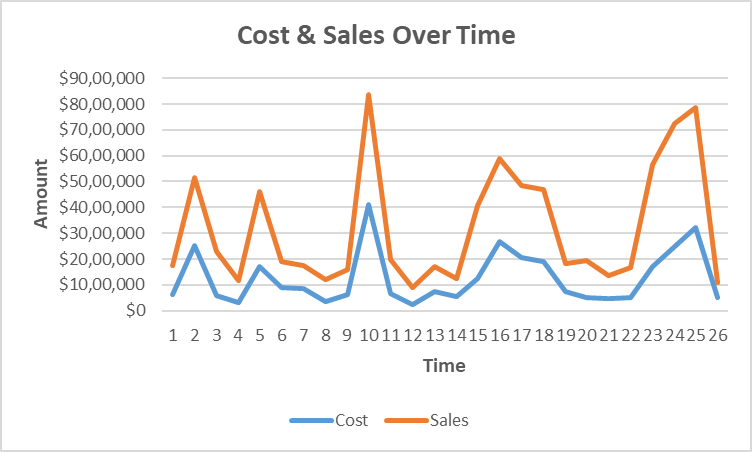 Cost & Sales Over Time
$90,00,000
$80,00,000
$70,00,000
$60,00,000
$50,00,000
$40,00,000
$30,00,000
$20,00,000
$10,00,000
$0
Amount
1 2 3 4 5 6 7 8 9 10 11 12 13 14 15 16 17 18 19 20 21 22 23 24 25 26
Time
Cost Sales